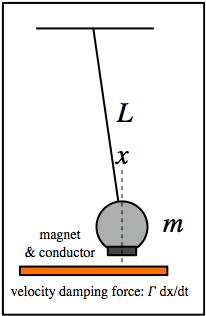 L
x
m
magnet
& conductor
velocity damping force: Γ dx/dt